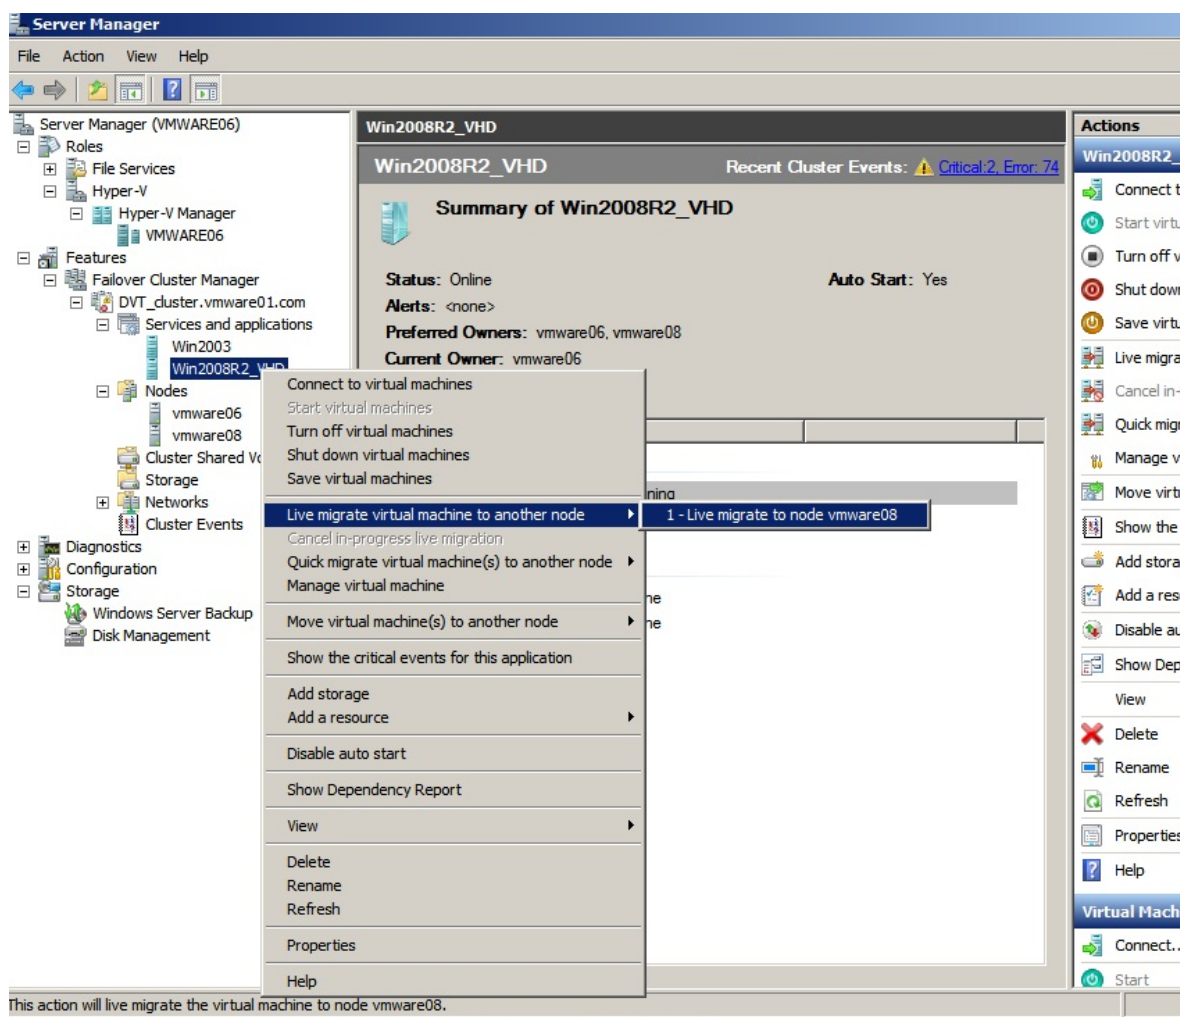 Server Manager
File Action View Help
Server Manager (VMWARE06)
Roles
File Services
Hyper-V
Hyper-V Manager
VMWARE06
Features
Failover Cluster Manager
DVT_cluster.vmware01.com
Services and applications
Win2003
Win2008R2_VHD
Nodes
vmware06
vmware08
Cluster Shared Vo
Storage
Networks
Cluster Events
Diagnostics
Configuration
Storage
Windows Server Backup
Disk Management
Win2008R2_VHD
Win2008R2_VHD Recent Cluster Events: Critical:2, Error: 74
Summary of Win2008R2_VHD
Status: Online Auto Start: Yes
Alerts: <none>
Preferred Owners: vmware06, vmware08
Current Owner: vmware06
ning
ne
ne
Connect to virtual machines
Start virtual machines
Turn off virtual machines
Shut down virtual machines
Save virtual machines
Live migrate virtual machine to another node
1 - Live migrate to node vmware08
Cancel in-progress live migration
Quick migrate virtual machine(s) to another node
Manage virtual machine
Move virtual machine(s) to another node
Show the critical events for this application
Add storage
Add a resource
Disable auto start
Show Dependency Report
View
Delete
Rename
Refresh
Properties
Help
Actions
Win2008R2_
Connect t
Start virtu
Turn off v
Shut down
Save virtu
Live migra
Cancel in-
Quick migr
Manage v
Move virtu
Show the
Add stora
Add a res
Disable au
Show Dep
View
Delete
Rename
Refresh
Properties
Help
Virtual Mach
Connect..
Start
This action will live migrate the virtual machine to node vmware08.